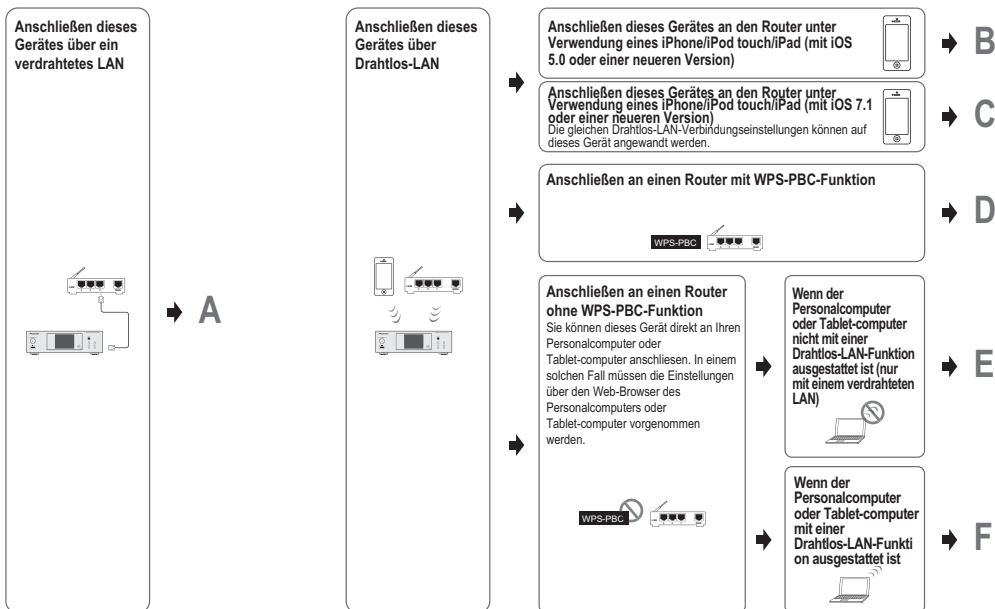 Anschließen dieses
Gerätes über ein
verdrahtetes LAN
A
Anschließen dieses
Gerätes über
Drahtlos-LAN
Anschließen dieses Gerätes an den Router unter
Verwendung eines iPhone/iPod touch/iPad (mit iOS
5.0 oder einer neueren Version)
B
Anschließen dieses Gerätes an den Router unter
Verwendung eines iPhone/iPod touch/iPad (mit iOS 7.1
oder einer neueren Version)
Die gleichen Drahtlos-LAN-Verbindungseinstellungen können auf
dieses Gerät angewandt werden.
C
Anschließen an einen Router mit WPS-PBC-Funktion
WPS-PBC
D
Anschließen an einen Router
ohne WPS-PBC-Funktion
Sie können dieses Gerät direkt an Ihren
Personalcomputer oder
Tablet-computer anschliesen. In einem
solchen Fall müssen die Einstellungen
über den Web-Browser des
Personalcomputers oder
Tablet-computer vorgenommen
werden.
WPS-PBC
Wenn der
Personalcomputer
oder Tablet-computer
nicht mit einer
Drahtlos-LAN-Funktion
ausgestattet ist (nur
mit einem verdrahteten
LAN)
E
Wenn der
Personalcomputer
oder Tablet-computer
mit einer
Drahtlos-LAN-Funkti
on ausgestattet ist
F